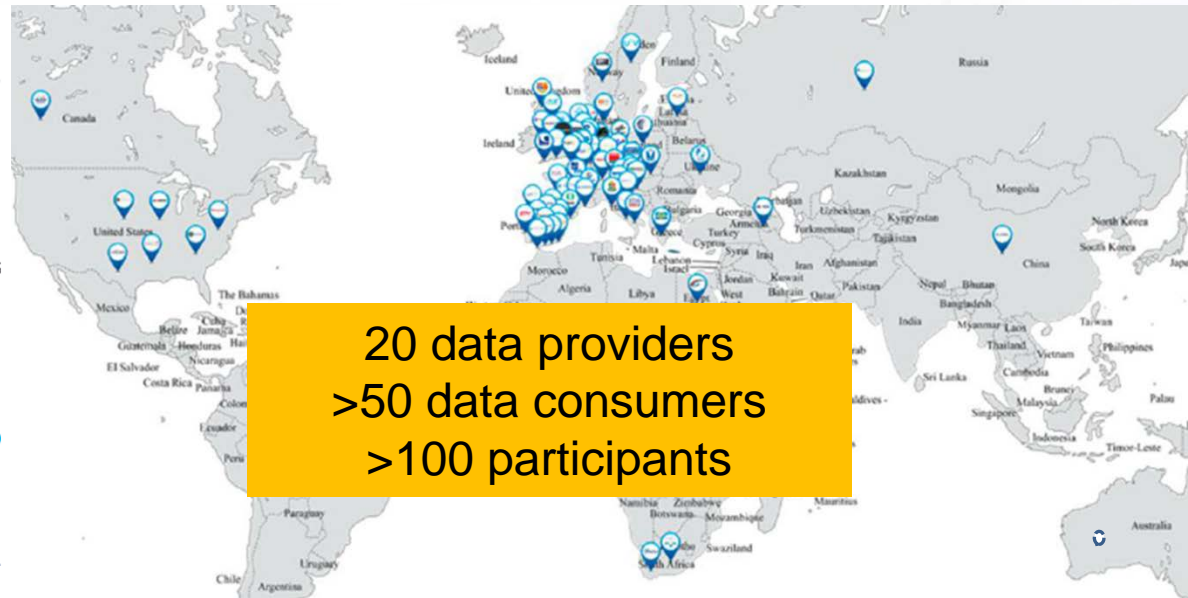 Iceland
Finland
Russia
Canada
Ireland
Belarus
Kazakhstan
Mongolia
Romania
Georgia
Uzbekistan
Kyrgyzstan
North Korea
United States
Turkey
Turkmenistan
Tajikistan
South Korea
Malta
Cyprus
Syria
Iraq
Iran
Afghanistan
China
Tunisia
Lebanon
Israel
Morocco
Jordan
Kuwait
Algeria
Libya
Egypt
West
Bahrain
Qatar
Pakistan
Nepal
Bhutan
Bangladesh
The Bahamas
Mexico
Cuba
India
Myanmar
Laos
Taiwan
Belize
Jamaica
Guatemala
Honduras
Thailand
Vietnam
Philippines
El Salvador
Nicaragua
Cambodia
Costa Rica
Panama
Sri Lanka
Brunei
Malaysia
Palau
Singapore
Ecuador
Indonesia
Timor-Leste
20 data providers
>50 data consumers
>100 participants
Namibia
Zimbabwe
Mauritius
Paraguay
Botswana
Mozambique
Australia
Swaziland
South Africa
Uruguay
Chile
Argentina